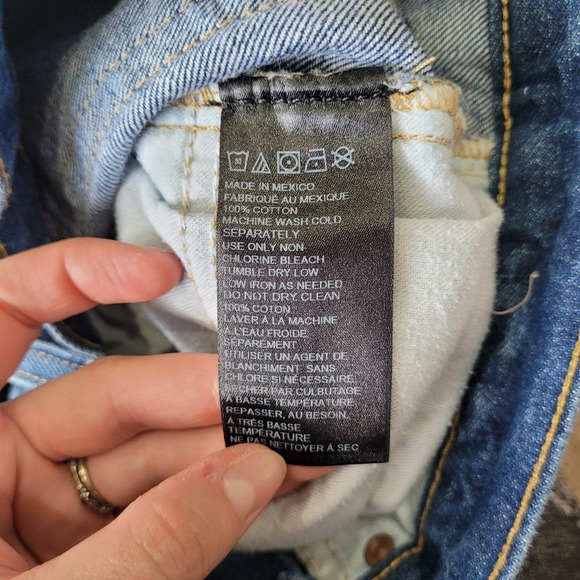 MADE IN MEXICO
FABRIQUÉ AU MEXIQUE
100% COTTON
MACHINE WASH COLD
SEPARATELY
USE ONLY NON
CHLORINE BLEACH
TUMBLE DRY LOW
LOW IRON AS NEEDED
DO NOT DRY CLEAN
100% COTON
LAVER À LA MACHINE
À L'EAU FROIDE
SÉPARÉMENT
UTILISER UN AGENT DE
BLANCHIMENT SANS
CHLORE SI NÉCESSAIRE
SÉCHER PAR CULBUTAGE
À BASSE TEMPÉRATURE
REPASSER, AU BESOIN,
À TRÉS BASSE
TEMPÉRATURE
NE PAS NETTOYER À SEC